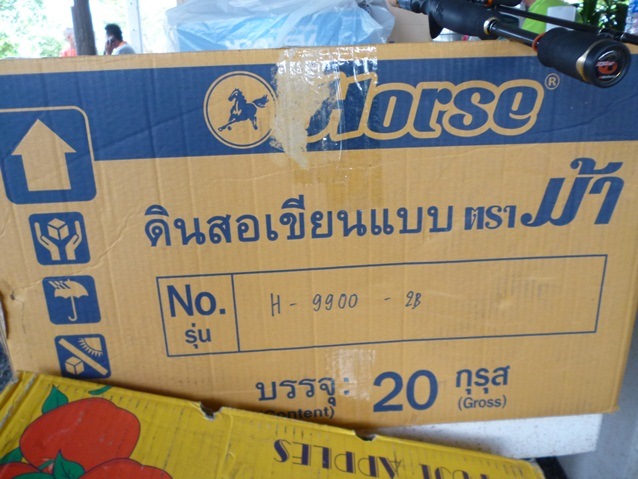 Horse®
ดินสอเขียนแบบ ตรา ม้า
No. H - 9900 - 2B
รุ่น
บรรจุ: 20 กุรุส
(Content) (Gross)
FUJI APPLES